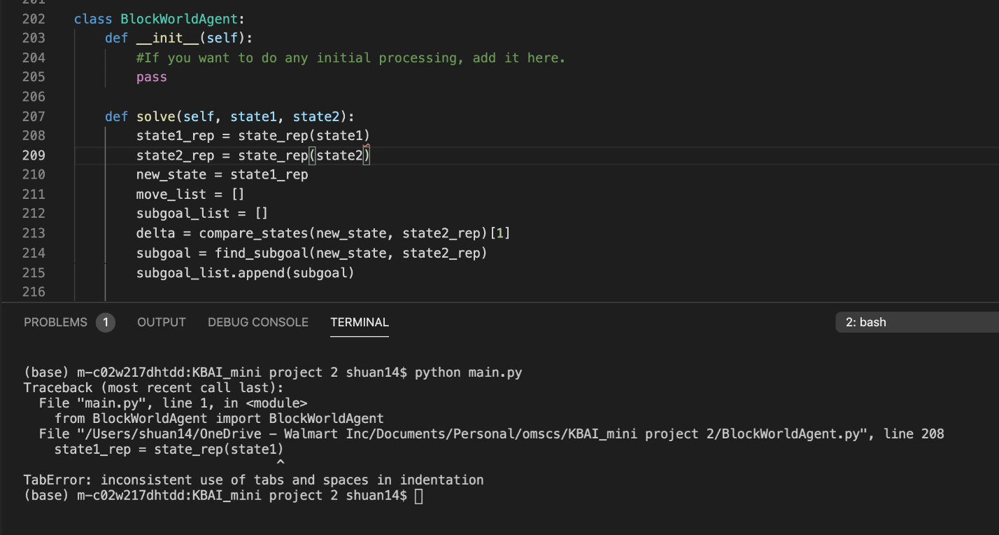 201
202 class BlockWorldAgent:
203     def __init__(self):
204         #If you want to do any initial processing, add it here.
205         pass
206
207     def solve(self, state1, state2):
208         state1_rep = state_rep(state1)
209         state2_rep = state_rep(state2)
210         new_state = state1_rep
211         move_list = []
212         subgoal_list = []
213         delta = compare_states(new_state, state2_rep)[1]
214         subgoal = find_subgoal(new_state, state2_rep)
215         subgoal_list.append(subgoal)
216
PROBLEMS 1 OUTPUT DEBUG CONSOLE TERMINAL 2: bash
(base) m-c02w217dhtdd:KBAI_mini project 2 shuan14$ python main.py
Traceback (most recent call last):
  File "main.py", line 1, in <module>
    from BlockWorldAgent import BlockWorldAgent
  File "/Users/shuan14/OneDrive - Walmart Inc/Documents/Personal/omscs/KBAI_mini project 2/BlockWorldAgent.py", line 208
    state1_rep = state_rep(state1)
                                 ^
TabError: inconsistent use of tabs and spaces in indentation
(base) m-c02w217dhtdd:KBAI_mini project 2 shuan14$